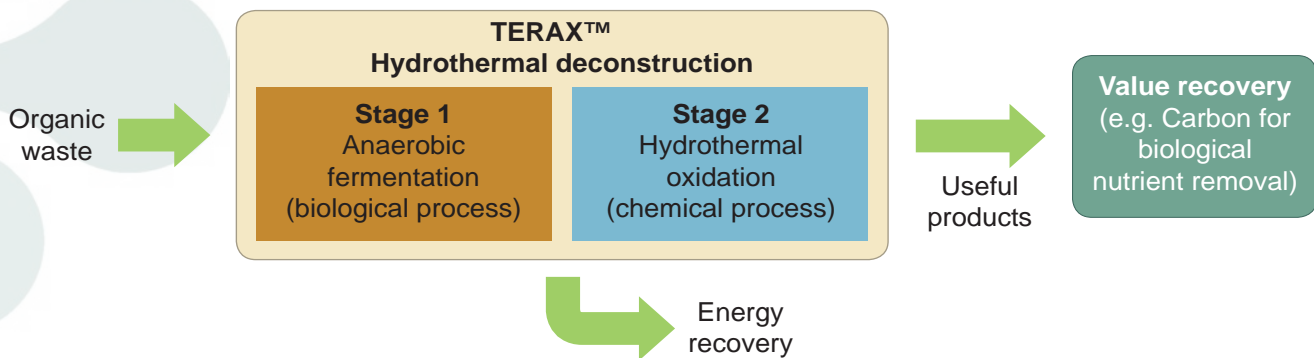 TERAX™
Hydrothermal deconstruction
Organic
waste
Stage 1
Anaerobic
fermentation
(biological process)
Stage 2
Hydrothermal
oxidation
(chemical process)
Useful
products
Value recovery
(e.g. Carbon for
biological
nutrient removal)
Energy
recovery